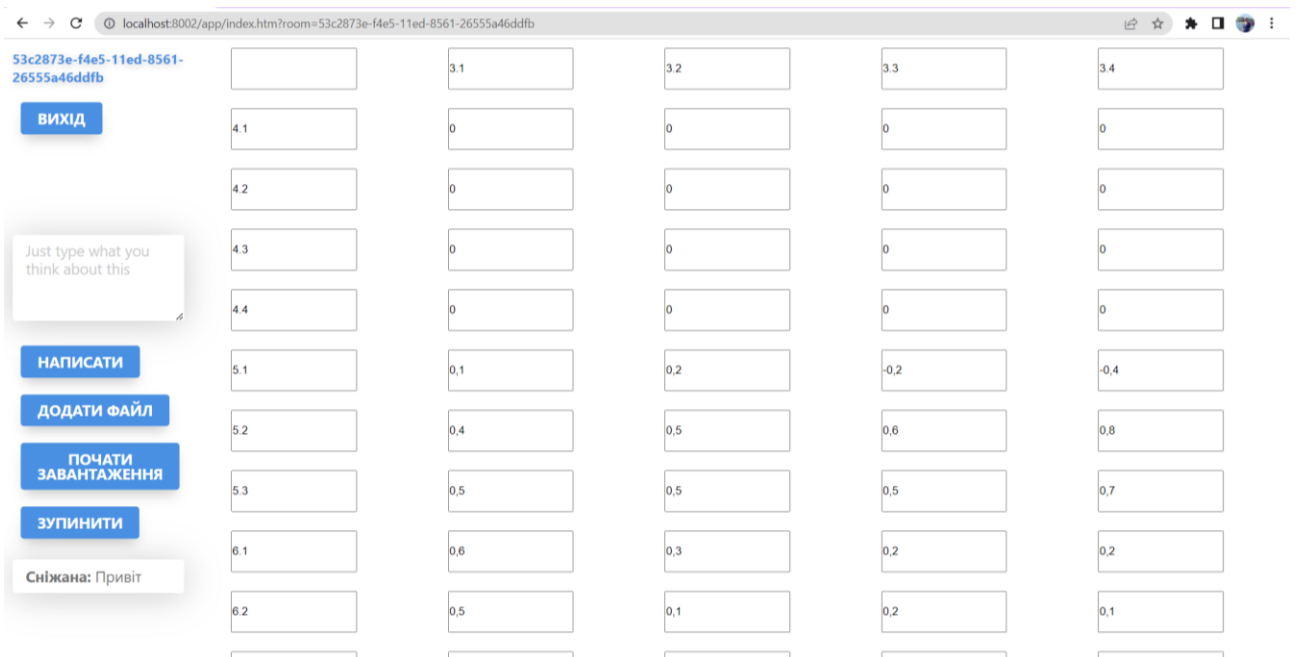 localhost:8002/app/index.htm?room=53c2873e-f4e5-11ed-8561-26555a46ddfb
53c2873e-f4e5-11ed-8561-
26555a46ddfb
ВИХІД
Just type what you
think about this
НАПИСАТИ
ДОДАТИ ФАЙЛ
ПОЧАТИ
ЗАВАНТАЖЕННЯ
ЗУПИНИТИ
Сніжана: Привіт
3.1 3.2 3.3 3.4
4.1 0 0 0 0
4.2 0 0 0 0
4.3 0 0 0 0
4.4 0 0 0 0
5.1 0,1 0,2 -0,2 -0,4
5.2 0,4 0,5 0,6 0,8
5.3 0,5 0,5 0,5 0,7
6.1 0,6 0,3 0,2 0,2
6.2 0,5 0,1 0,2 0,1